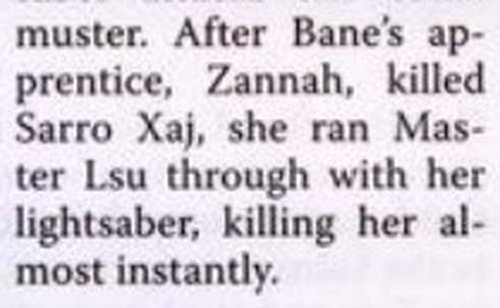 muster. After Bane's ap-
prentice, Zannah, killed
Sarro Xaj, she ran Mas-
ter Lsu through with her
lightsaber, killing her al-
most instantly.